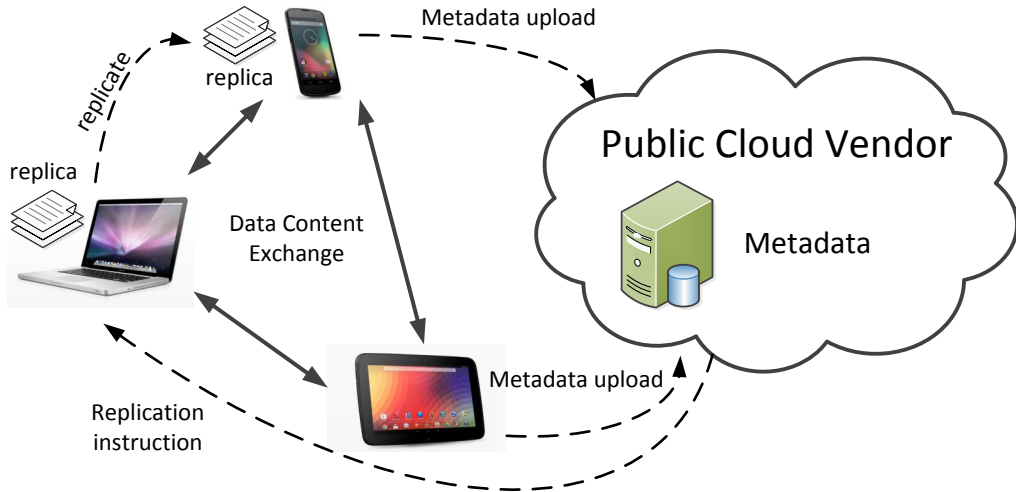 Metadata upload
replicate
replica
Public Cloud Vendor
replica
Data Content
Exchange
Metadata
Metadata upload
Replication
instruction